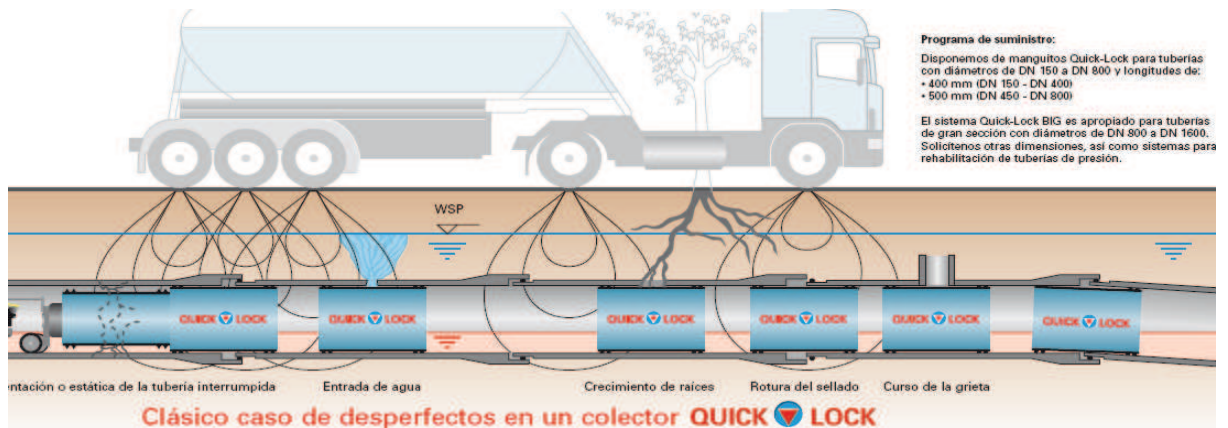 Programa de suministro:
Disponemos de manguitos Quick-Lock para tuberías
con diámetros de DN 150 a DN 800 y longitudes de:
• 400 mm (DN 150 - DN 400)
• 500 mm (DN 450 - DN 800)
El sistema Quick-Lock BIG es apropiado para tuberías
de gran sección con diámetros de DN 800 a DN 1600.
Solicítenos otras dimensiones, así como sistemas para
rehabilitación de tuberías de presión.
WSP
QUICK LOCK
QUICK LOCK
QUICK LOCK
QUICK LOCK
QUICK LOCK
QUICK LOCK
entación o estática de la tubería interrumpida
Entrada de agua
Crecimiento de raíces
Rotura del sellado
Curso de la grieta
Clásico caso de desperfectos en un colector QUICK LOCK